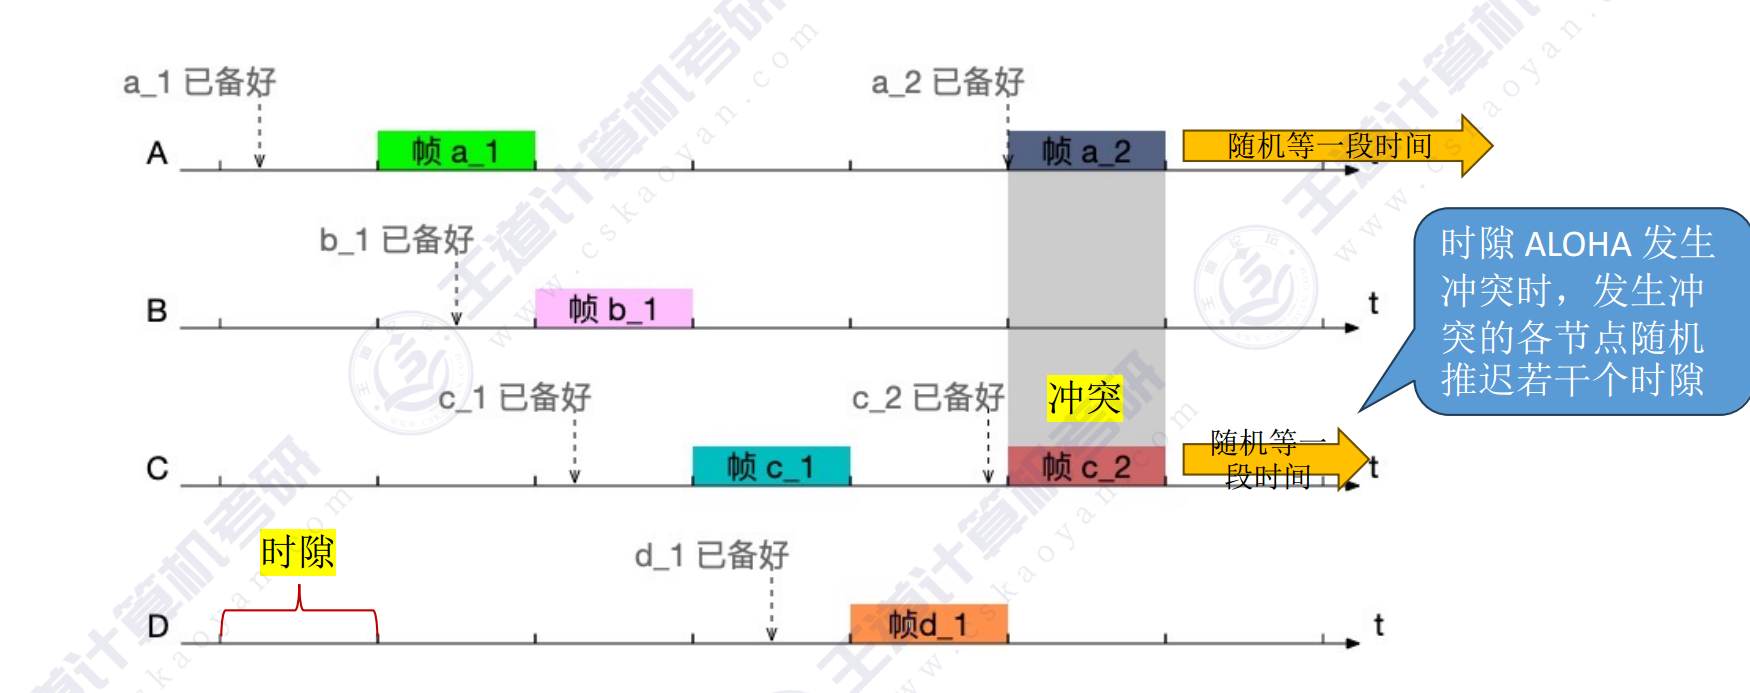 a_1 已备好
a_2 已备好
A
帧 a_1
帧 a_2
随机等一段时间
b_1 已备好
B
帧 b_1
t
时隙 ALOHA 发生
冲突时，发生冲
突的各节点随机
推迟若干个时隙
c_1 已备好
c_2 已备好
冲突
C
帧 c_1
帧 c_2
随机等一
段时间
t
时隙
d_1 已备好
D
帧d_1
t
王道计算机考研
www.cskaoyan.com